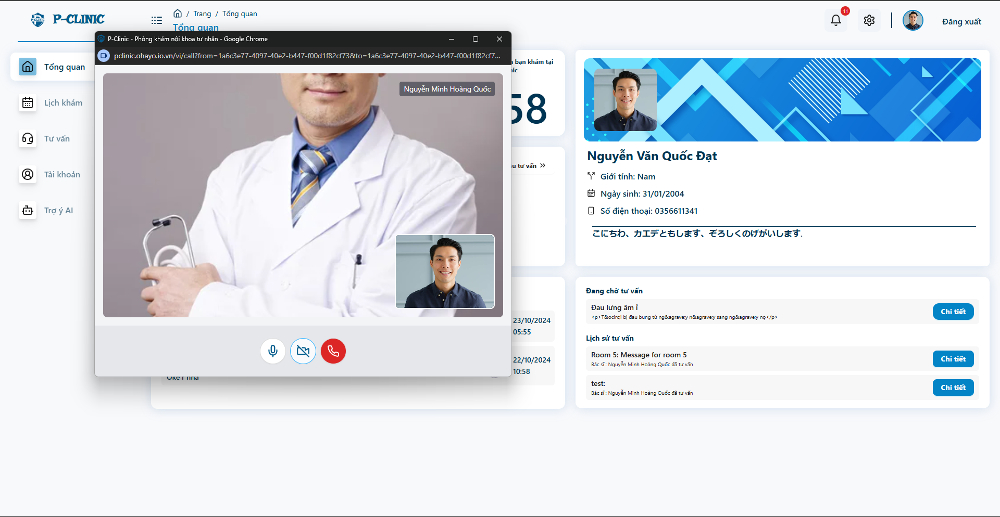 P-CLINIC
/ Trang / Tổng quan
Tổng quan
11
Đăng xuất
P-Clinic - Phòng khám nội khoa tư nhân - Google Chrome
pclinic.ohayo.io.vn/vi/call?from=1a6c3e77-4097-40e2-b447-f00d1f82cf73&to=1a6c3e77-4097-40e2-b447-f00d1f82cf7...
Nguyễn Minh Hoàng Quốc
Tổng quan
Lịch khám
Tư vấn
Tài khoản
Trợ ý AI
bạn khám tại
58
tư vấn
23/10/2024
05:55
22/10/2024
10:58
Nguyễn Văn Quốc Đạt
Giới tính: Nam
Ngày sinh: 31/01/2004
Số điện thoại: 0356611341
こにちわ、カエデともします、ぞろしくのげがいします.
Đang chờ tư vấn
Đau lưng âm ỉ
<p>T&ocirc;i bị đau bung từ ng&agrave;y n&agrave;y sang ng&agrave;y nọ</p>
Chi tiết
Lịch sử tư vấn
Room 5: Message for room 5
Bác sĩ : Nguyễn Minh Hoàng Quốc đã tư vấn
Chi tiết
test:
Bác sĩ : Nguyễn Minh Hoàng Quốc đã tư vấn
Chi tiết